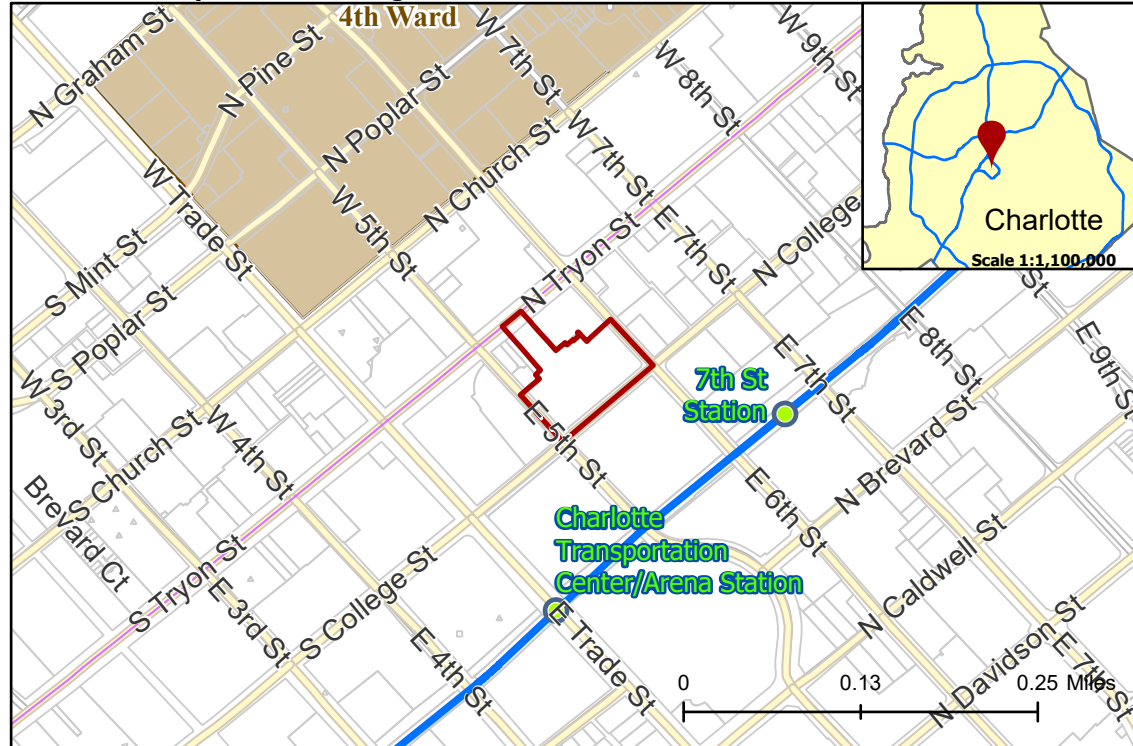 4th Ward
N Graham St
N Pine St
W 7th St
W 9th St
W 8th St
N Poplar St
N Church St
W 7th St
W Trade St
W 5th St
E 7th St
N College
Charlotte
Scale 1:1,100,000
S Mint St
N Tryon St
S Poplar St
E 8th St
E 9th St
7th St
Station
E 7th St
W 3rd St
W 4th St
E 5th St
S Church St
N Brevard St
E 6th St
Brevard Ct
Charlotte
Transportation
Center/Arena Station
S Tryon St
E 3rd St
S College St
N Caldwell St
E Trade St
E 4th St
N Davidson St
E 7th St
0 0.13 0.25 Miles